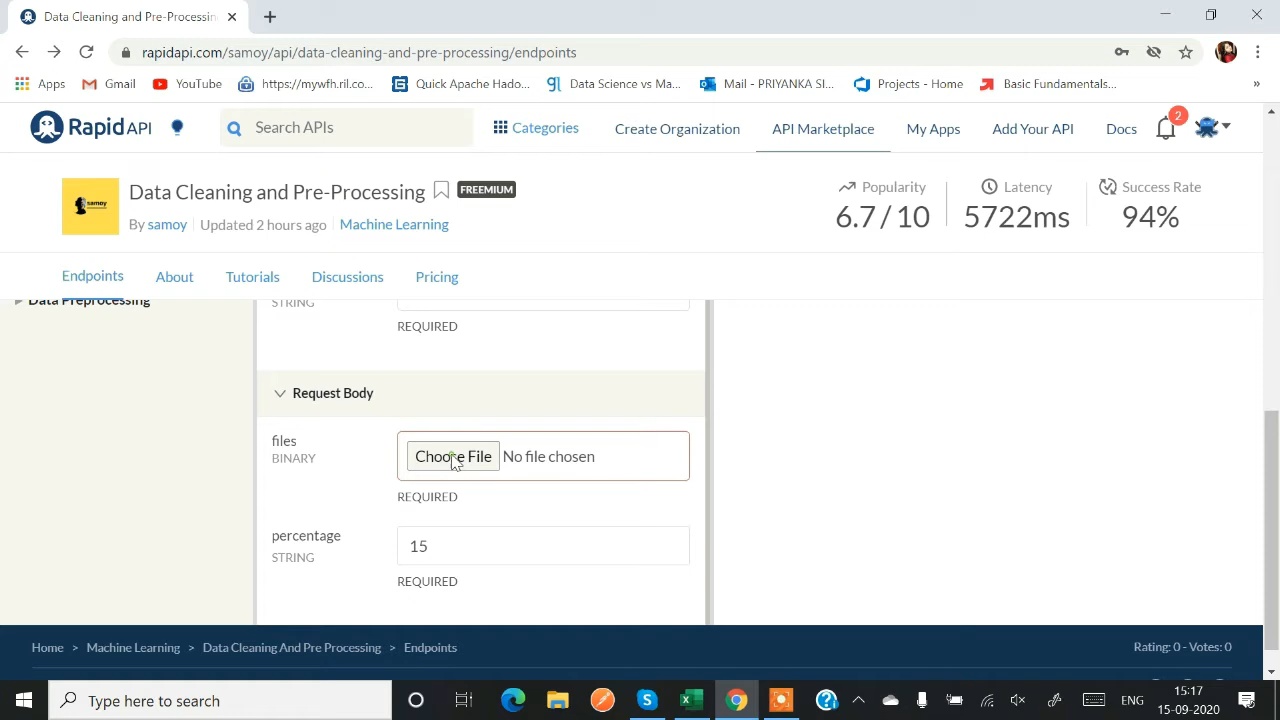 Data Cleaning and Pre-Processin
rapidapi.com/samoy/api/data-cleaning-and-pre-processing/endpoints
Apps
Gmail
YouTube
https://mywfh.ril.co...
Quick Apache Hado...
Data Science vs Ma...
Mail - PRIYANKA SI...
Projects - Home
Basic Fundamentals...
»
Rapid API
Search APIs
Categories
Create Organization
API Marketplace
My Apps
Add Your API
Docs
2
samoy
Data Cleaning and Pre-Processing
FREEMIUM
By samoy
Updated 2 hours ago
Machine Learning
Popularity
6.7 / 10
Latency
5722ms
Success Rate
94%
Endpoints
About
Tutorials
Discussions
Pricing
Data Preprocessing
STRING
REQUIRED
Request Body
files
BINARY
Choose File
No file chosen
REQUIRED
percentage
STRING
15
REQUIRED
Home > Machine Learning > Data Cleaning And Pre Processing > Endpoints
Rating: 0 - Votes: 0
Type here to search
ENG
15:17
15-09-2020